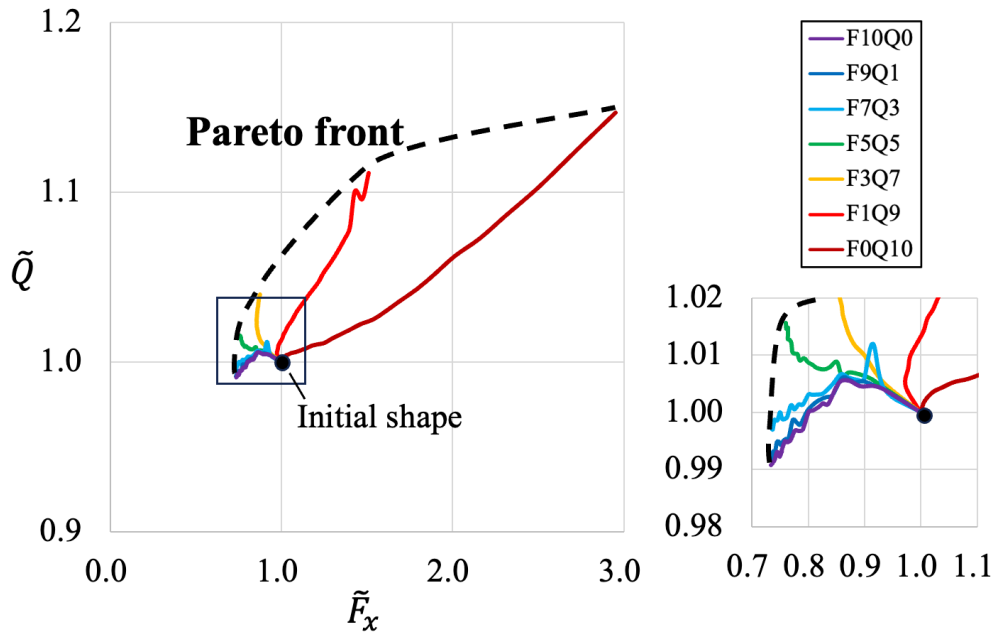 1.2
Pareto front
1.1
Q̃
1.0
Initial shape
0.9
0.0 1.0 2.0 3.0
F̃ₓ
F10Q0
F9Q1
F7Q3
F5Q5
F3Q7
F1Q9
F0Q10
1.02
1.01
1.00
0.99
0.98
0.7 0.8 0.9 1.0 1.1